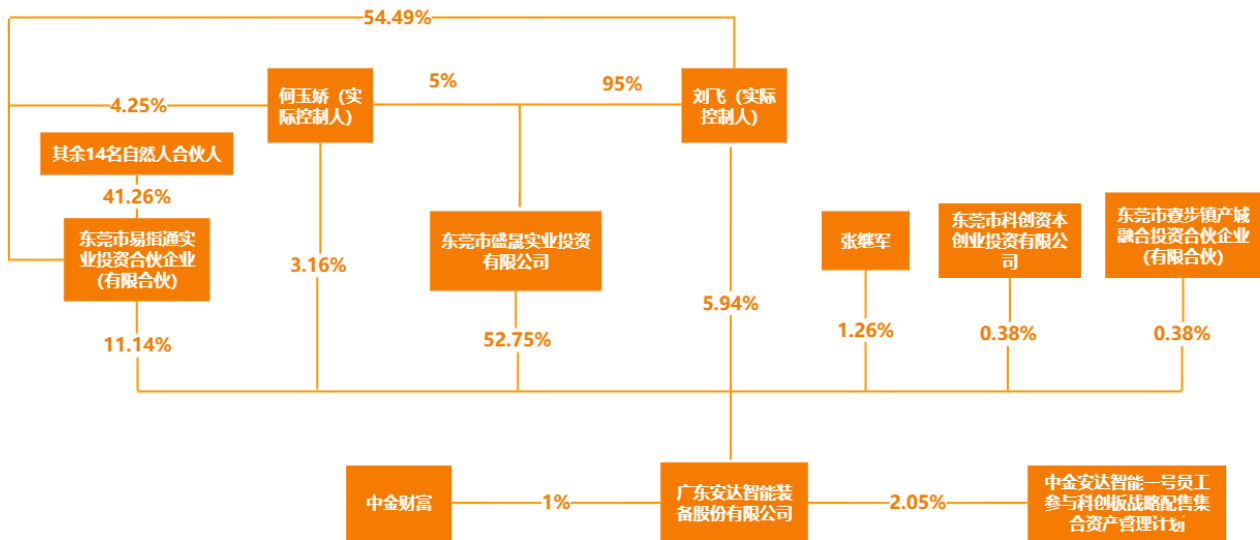 54.49%
何玉娇（实
际控制人）
5%
95%
刘飞（实际
控制人）
4.25%
其余14名自然人合伙人
41.26%
东莞市易指通实
业投资合伙企业
(有限合伙)
东莞市盛晟实业投资
有限公司
张继军
东莞市科创资本
创业投资有限公
司
东莞市寮步镇产城
融合投资合伙企业
(有限合伙)
3.16%
5.94%
11.14%
52.75%
1.26%
0.38%
0.38%
中金财富
1%
广东安达智能装
备股份有限公司
2.05%
中金安达智能一号员工
参与科创板战略配售集
合资产管理计划